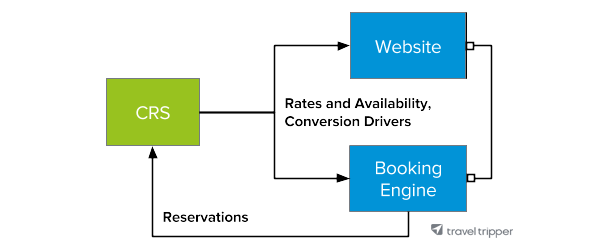 Website
CRS
Rates and Availability,
Conversion Drivers
Booking
Engine
Reservations
travel tripper